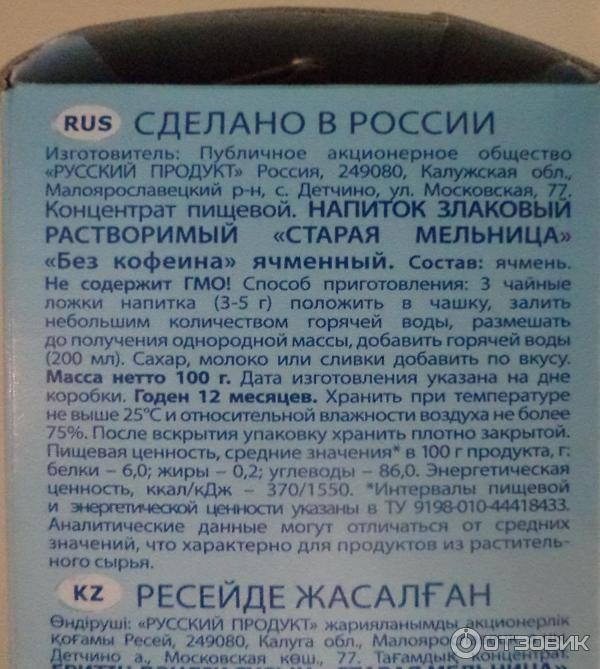 RUS СДЕЛАНО В РОССИИ
Изготовитель: Публичное акционерное общество
«РУССКИЙ ПРОДУКТ» Россия, 249080, Калужская обл.,
Малоярославецкий р-н, с. Детчино, ул. Московская, 77.
Концентрат пищевой. НАПИТОК ЗЛАКОВЫЙ
РАСТВОРИМЫЙ «СТАРАЯ МЕЛЬНИЦА»
«Без кофеина» ячменный. Состав: ячмень.
Не содержит ГМО! Способ приготовления: 3 чайные
ложки напитка (3-5 г) положить в чашку, залить
небольшим количеством горячей воды, размешать
до получения однородной массы, добавить горячей воды
(200 мл). Сахар, молоко или сливки добавить по вкусу.
Масса нетто 100 г. Дата изготовления указана на дне
коробки. Годен 12 месяцев. Хранить при температуре
не выше 25°С и относительной влажности воздуха не более
75%. После вскрытия упаковку хранить плотно закрытой.
Пищевая ценность, средние значения* в 100 г продукта, г:
белки – 6,0; жиры – 0,2; углеводы – 86,0. Энергетическая
ценность, ккал/кДж – 370/1550. *Интервалы пищевой
и энергетической ценности указаны в ТУ 9198-010-44418433.
Аналитические данные могут отличаться от средних
значений, что характерно для продуктов из раститель-
ного сырья.
KZ РЕСЕЙДЕ ЖАСАЛҒАН
Өндіруші: «РУССКИЙ ПРОДУКТ» жарияланымды акционерлік
Қоғамы Ресей, 249080, Калуга обл., Малоярославец
Детчино а., Московская көш., 77. Тағамдық концентрат.
ОТЗОВИК